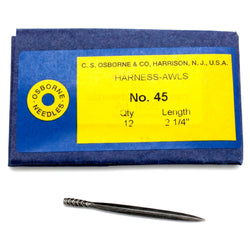 C. S. OSBORNE & CO, HARRISON, N. J., U.S.A.
HARNESS-AWLS
OSBORNE
NEEDLES
No. 45
Qty Length
12 2 1/4"